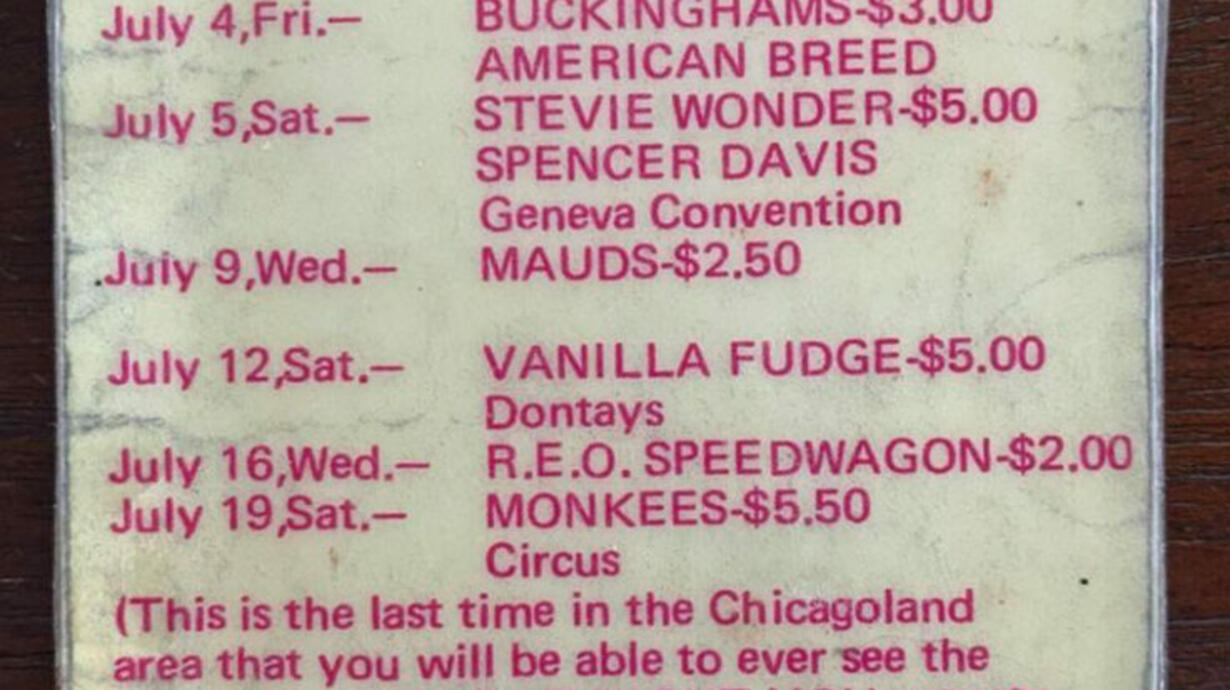 July 4,Fri.— BUCKINGHAMS-$3.00
AMERICAN BREED
July 5,Sat.— STEVIE WONDER-$5.00
SPENCER DAVIS
Geneva Convention
July 9,Wed.— MAUDS-$2.50
July 12,Sat.— VANILLA FUDGE-$5.00
Dontays
July 16,Wed.— R.E.O. SPEEDWAGON-$2.00
July 19,Sat.— MONKEES-$5.50
Circus
(This is the last time in the Chicagoland
area that you will be able to ever see the